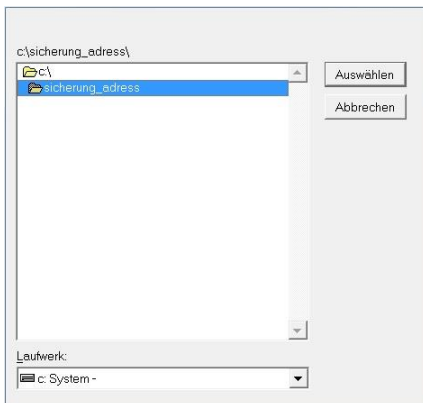 c:\sicherung_adress\
c:\
sicherung_adress
Auswählen
Abbrechen
Laufwerk:
c: System -